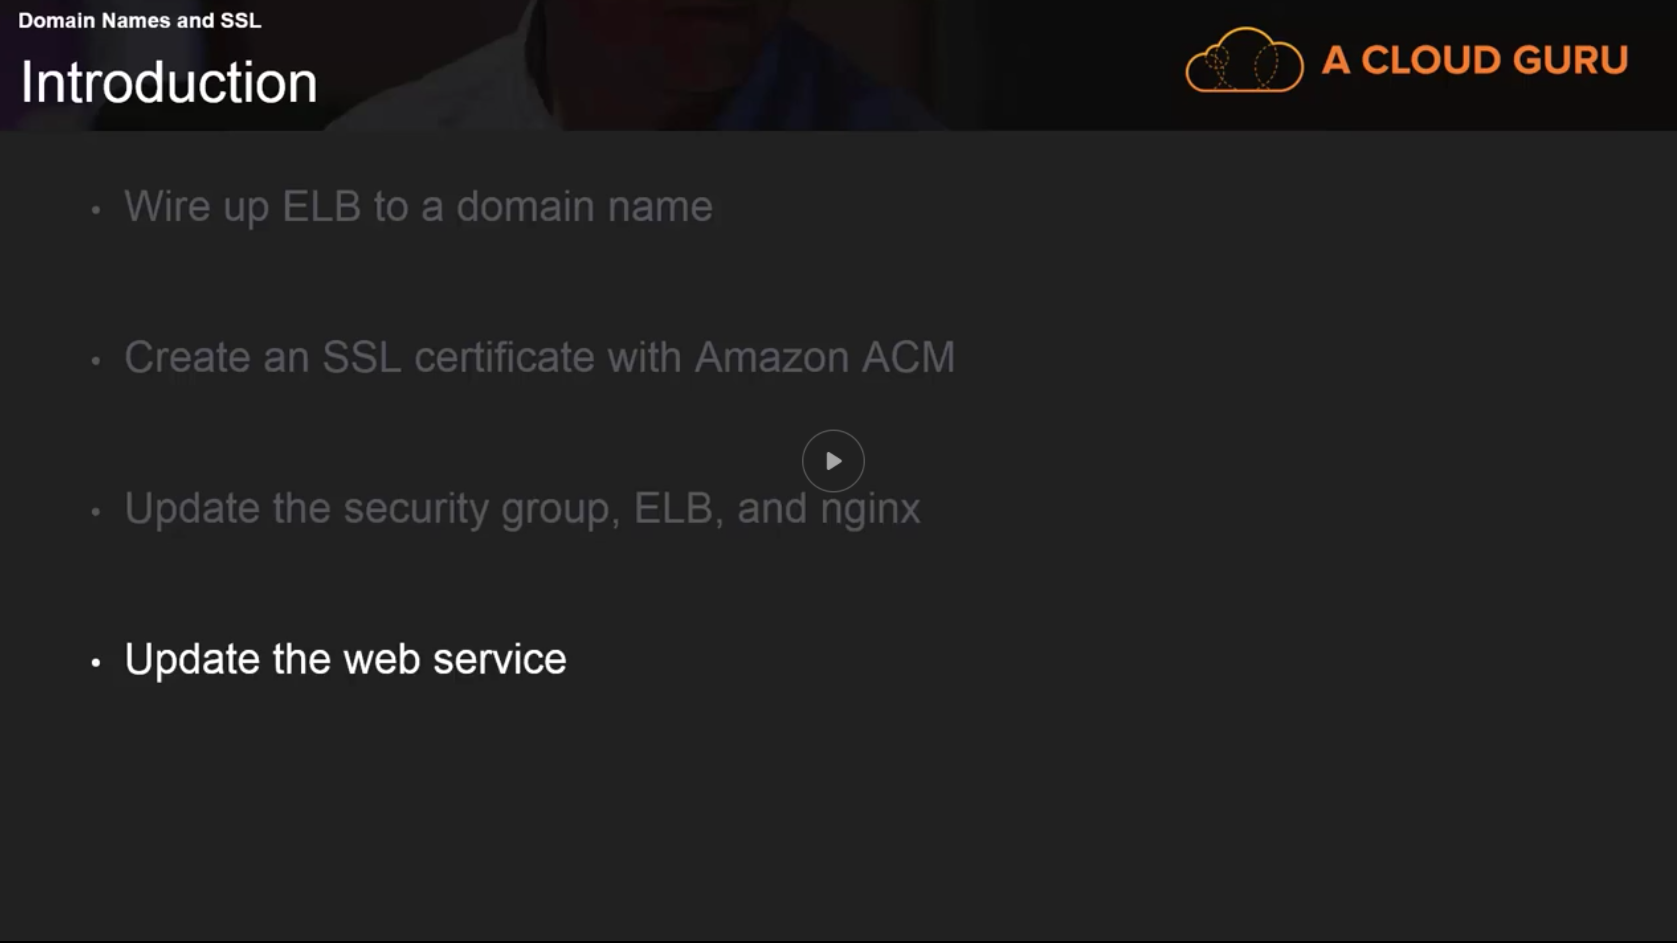 Domain Names and SSL
Introduction
A CLOUD GURU
• Wire up ELB to a domain name
• Create an SSL certificate with Amazon ACM
• Update the security group, ELB, and nginx
• Update the web service